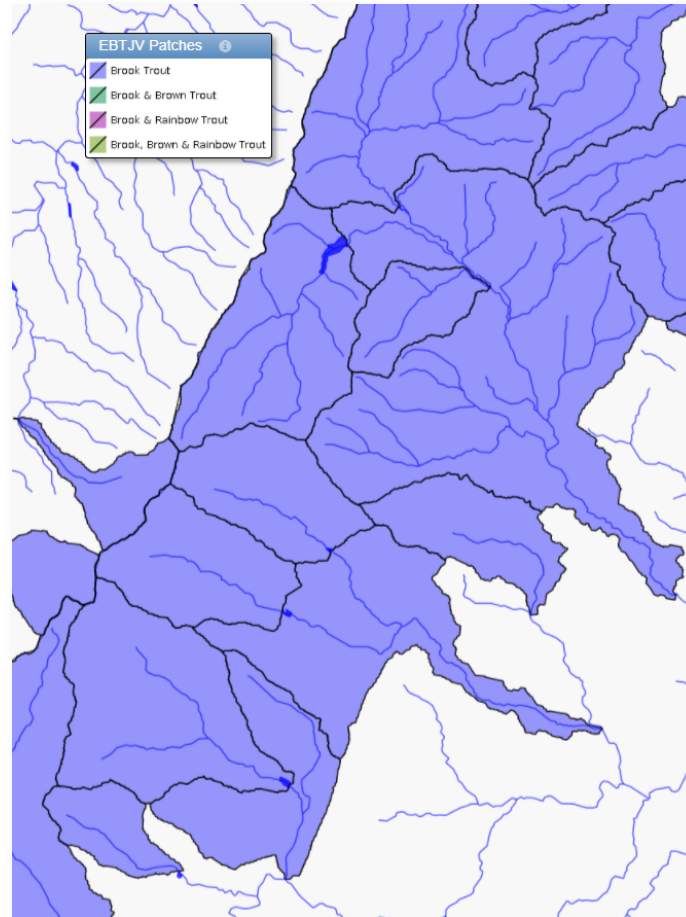 EBTJV Patches
Brook Trout
Brook & Brown Trout
Brook & Rainbow Trout
Brook, Brown & Rainbow Trout